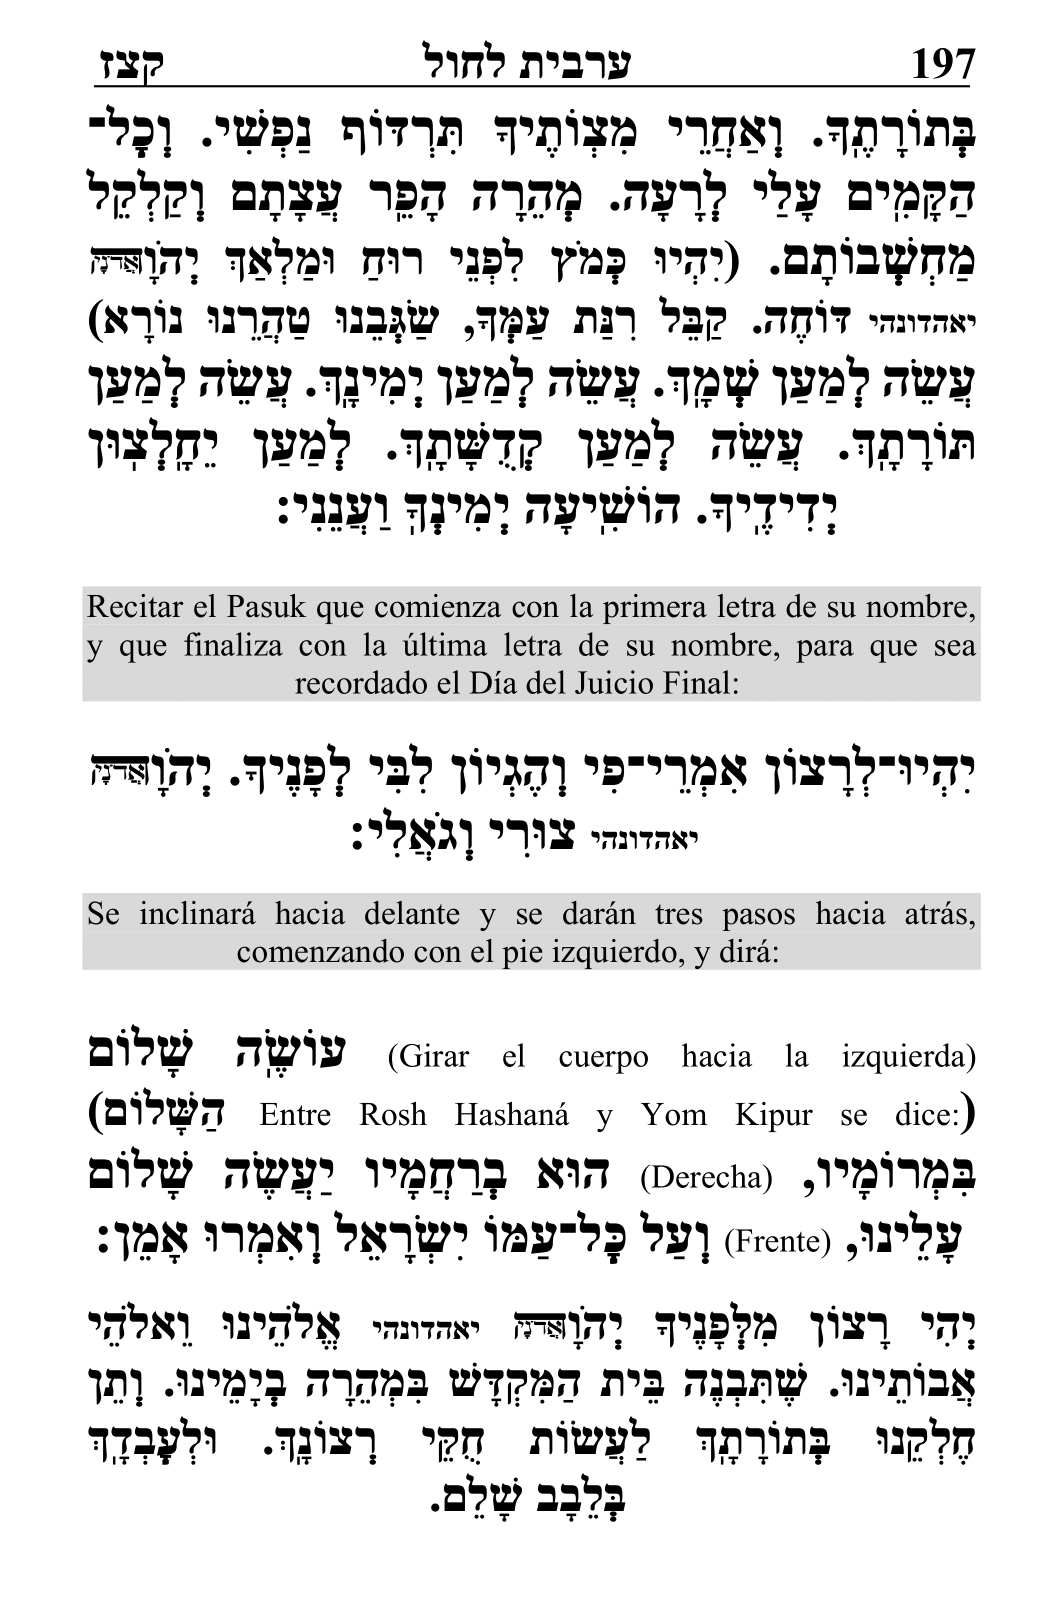 197 ערבית לחול קצז
בְּתוֹרָתֶךָ. וְאַחֲרֵי מִצְוֹתֶיךָ תִּרְדּוֹף נַפְשִׁי. וְכָל־
הַקָּמִים עָלַי לְרָעָה. מְהֵרָה הָפֵר עֲצָתָם וְקַלְקֵל
מַחְשְׁבוֹתָם. (יִהְיוּ כְּמֹץ לִפְנֵי רוּחַ וּמַלְאַךְ יְהֹוָה אֲדֹנָי
יאהדונהי דּוֹחֶה. קַבֵּל רִנַּת עַמְּךָ, שַׂגְּבֵנוּ טַהֲרֵנוּ נוֹרָא)
עֲשֵׂה לְמַעַן שְׁמָךְ. עֲשֵׂה לְמַעַן יְמִינָךְ. עֲשֵׂה לְמַעַן
תּוֹרָתָךְ. עֲשֵׂה לְמַעַן קְדֻשָּׁתָךְ. לְמַעַן יֵחָלְצוּן
יְדִידֶיךָ. הוֹשִׁיעָה יְמִינְךָ וַעֲנֵנִי:
Recitar el Pasuk que comienza con la primera letra de su nombre,
y que finaliza con la última letra de su nombre, para que sea
recordado el Día del Juicio Final:
יִהְיוּ־לְרָצוֹן אִמְרֵי־פִי וְהֶגְיוֹן לִבִּי לְפָנֶיךָ. יְהֹוָה אֲדֹנָי
יאהדונהי צוּרִי וְגֹאֲלִי:
Se inclinará hacia delante y se darán tres pasos hacia atrás,
comenzando con el pie izquierdo, y dirá:
(Girar el cuerpo hacia la izquierda) עוֹשֶׂה שָׁלוֹם
(Entre Rosh Hashaná y Yom Kipur se dice: הַשָּׁלוֹם)
בִּמְרוֹמָיו, (Derecha) הוּא בְרַחֲמָיו יַעֲשֶׂה שָׁלוֹם
עָלֵינוּ, (Frente) וְעַל כָּל־עַמּוֹ יִשְׂרָאֵל וְאִמְרוּ אָמֵן:
יְהִי רָצוֹן מִלְּפָנֶיךָ יְהֹוָה אֲדֹנָי יאהדונהי אֱלֹהֵינוּ וֵאלֹהֵי
אֲבוֹתֵינוּ. שֶׁתִּבְנֶה בֵּית הַמִּקְדָּשׁ בִּמְהֵרָה בְיָמֵינוּ. וְתֵן
חֶלְקֵנוּ בְּתוֹרָתָךְ לַעֲשׂוֹת חֻקֵּי רְצוֹנָךְ. וּלְעָבְדָךְ
בְּלֵבָב שָׁלֵם.